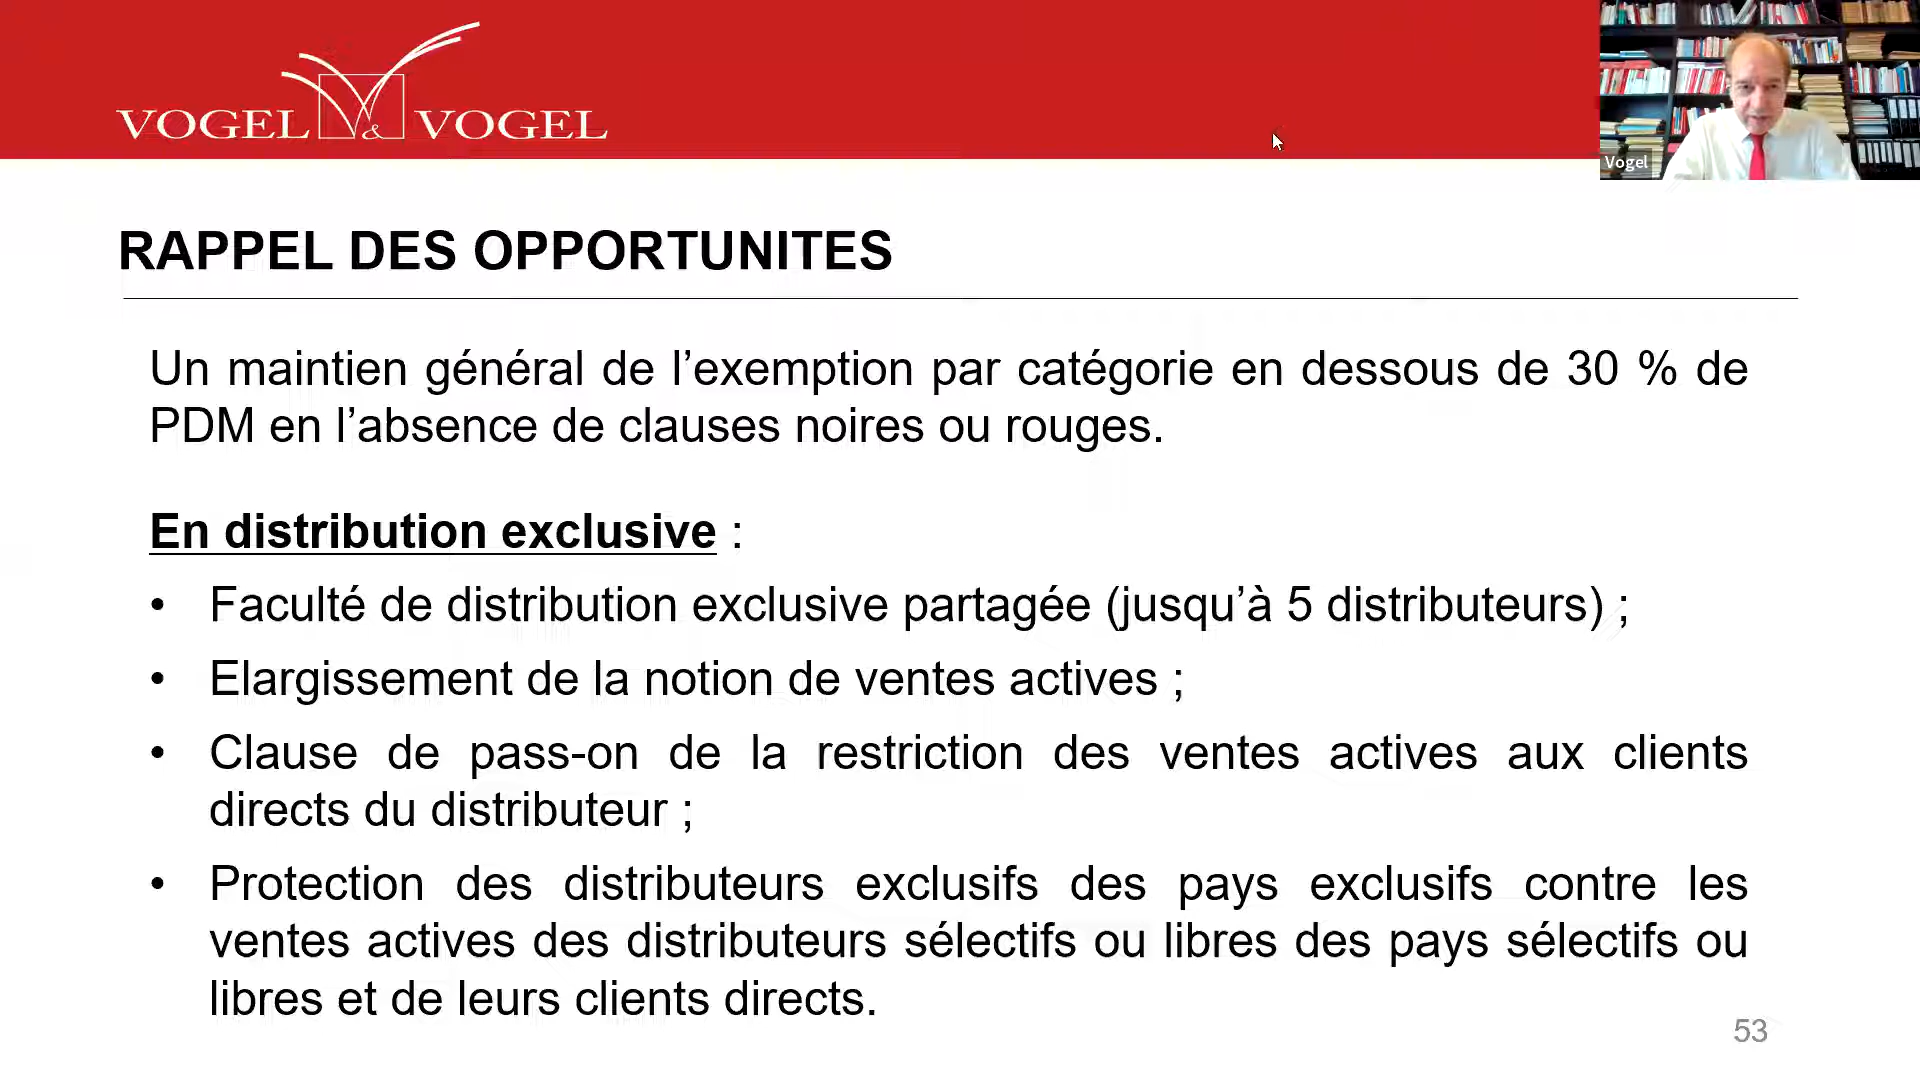 VOGEL & VOGEL
Vogel
RAPPEL DES OPPORTUNITES
Un maintien général de l’exemption par catégorie en dessous de 30 % de
PDM en l’absence de clauses noires ou rouges.
En distribution exclusive :
• Faculté de distribution exclusive partagée (jusqu’à 5 distributeurs) ;
• Elargissement de la notion de ventes actives ;
• Clause de pass-on de la restriction des ventes actives aux clients
directs du distributeur ;
• Protection des distributeurs exclusifs des pays exclusifs contre les
ventes actives des distributeurs sélectifs ou libres des pays sélectifs ou
libres et de leurs clients directs.
53